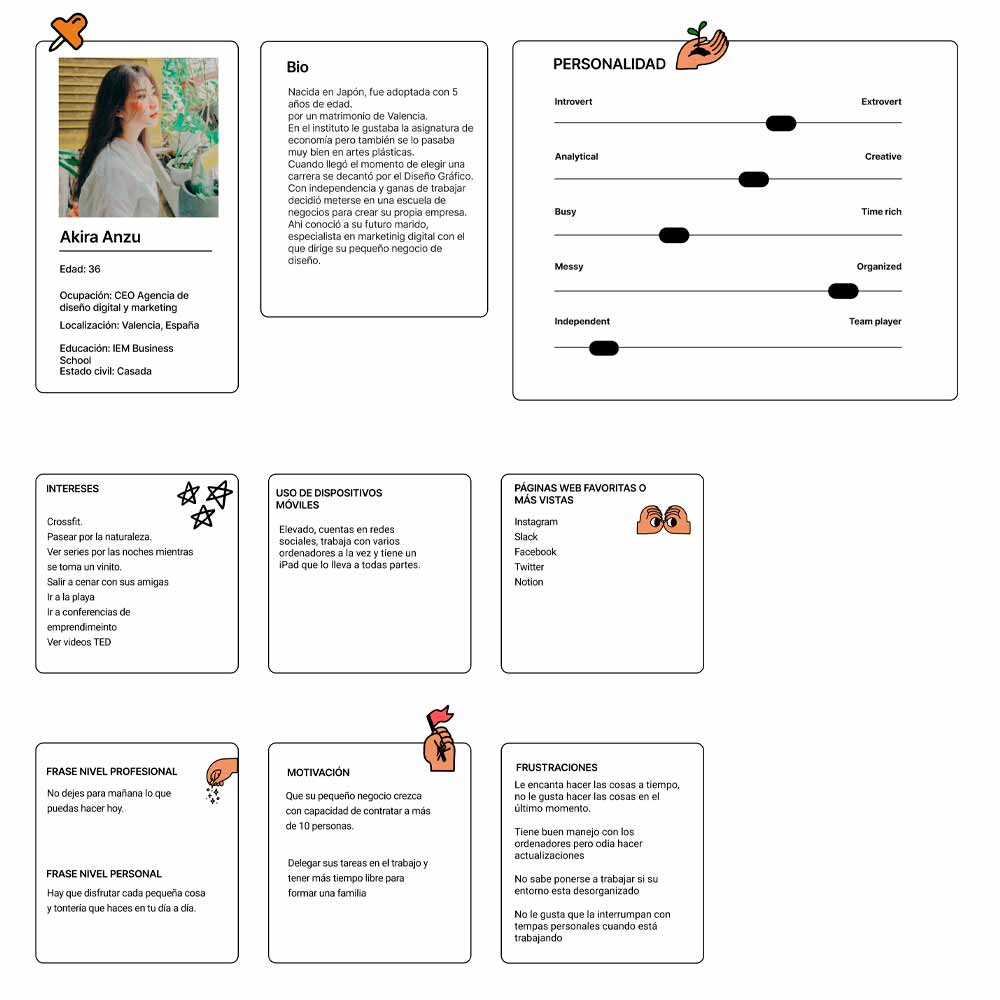 Akira Anzu
Edad: 36
Ocupación: CEO Agencia de
diseño digital y marketing
Localización: Valencia, España
Educación: IEM Business
School
Estado civil: Casada
Bio
Nacida en Japón, fue adoptada con 5
años de edad.
por un matrimonio de Valencia.
En el instituto le gustaba la asignatura de
economía pero también se lo pasaba
muy bien en artes plásticas.
Cuando llegó el momento de elegir una
carrera se decantó por el Diseño Gráfico.
Con independencia y ganas de trabajar
decidió meterse en una escuela de
negocios para crear su propia empresa.
Ahi conoció a su futuro marido,
especialista en marketinig digital con el
que dirige su pequeño negocio de
diseño.
PERSONALIDAD
Introvert Extrovert
Analytical Creative
Busy Time rich
Messy Organized
Independent Team player
INTERESES
Crossfit.
Pasear por la naturaleza.
Ver series por las noches mientras
se toma un vinito.
Salir a cenar con sus amigas
Ir a la playa
Ir a conferencias de
emprendimeinto
Ver videos TED
USO DE DISPOSITIVOS
MÓVILES
Elevado, cuentas en redes
sociales, trabaja con varios
ordenadores a la vez y tiene un
iPad que lo lleva a todas partes.
PÁGINAS WEB FAVORITAS O
MÁS VISTAS
Instagram
Slack
Facebook
Twitter
Notion
FRASE NIVEL PROFESIONAL
No dejes para mañana lo que
puedas hacer hoy.
FRASE NIVEL PERSONAL
Hay que disfrutar cada pequeña cosa
y tontería que haces en tu día a día.
MOTIVACIÓN
Que su pequeño negocio crezca
con capacidad de contratar a más
de 10 personas.
Delegar sus tareas en el trabajo y
tener más tiempo libre para
formar una familia
FRUSTRACIONES
Le encanta hacer las cosas a tiempo,
no le gusta hacer las cosas en el
último momento.
Tiene buen manejo con los
ordenadores pero odia hacer
actualizaciones
No sabe ponerse a trabajar si su
entorno esta desorganizado
No le gusta que la interrumpan con
tempas personales cuando está
trabajando